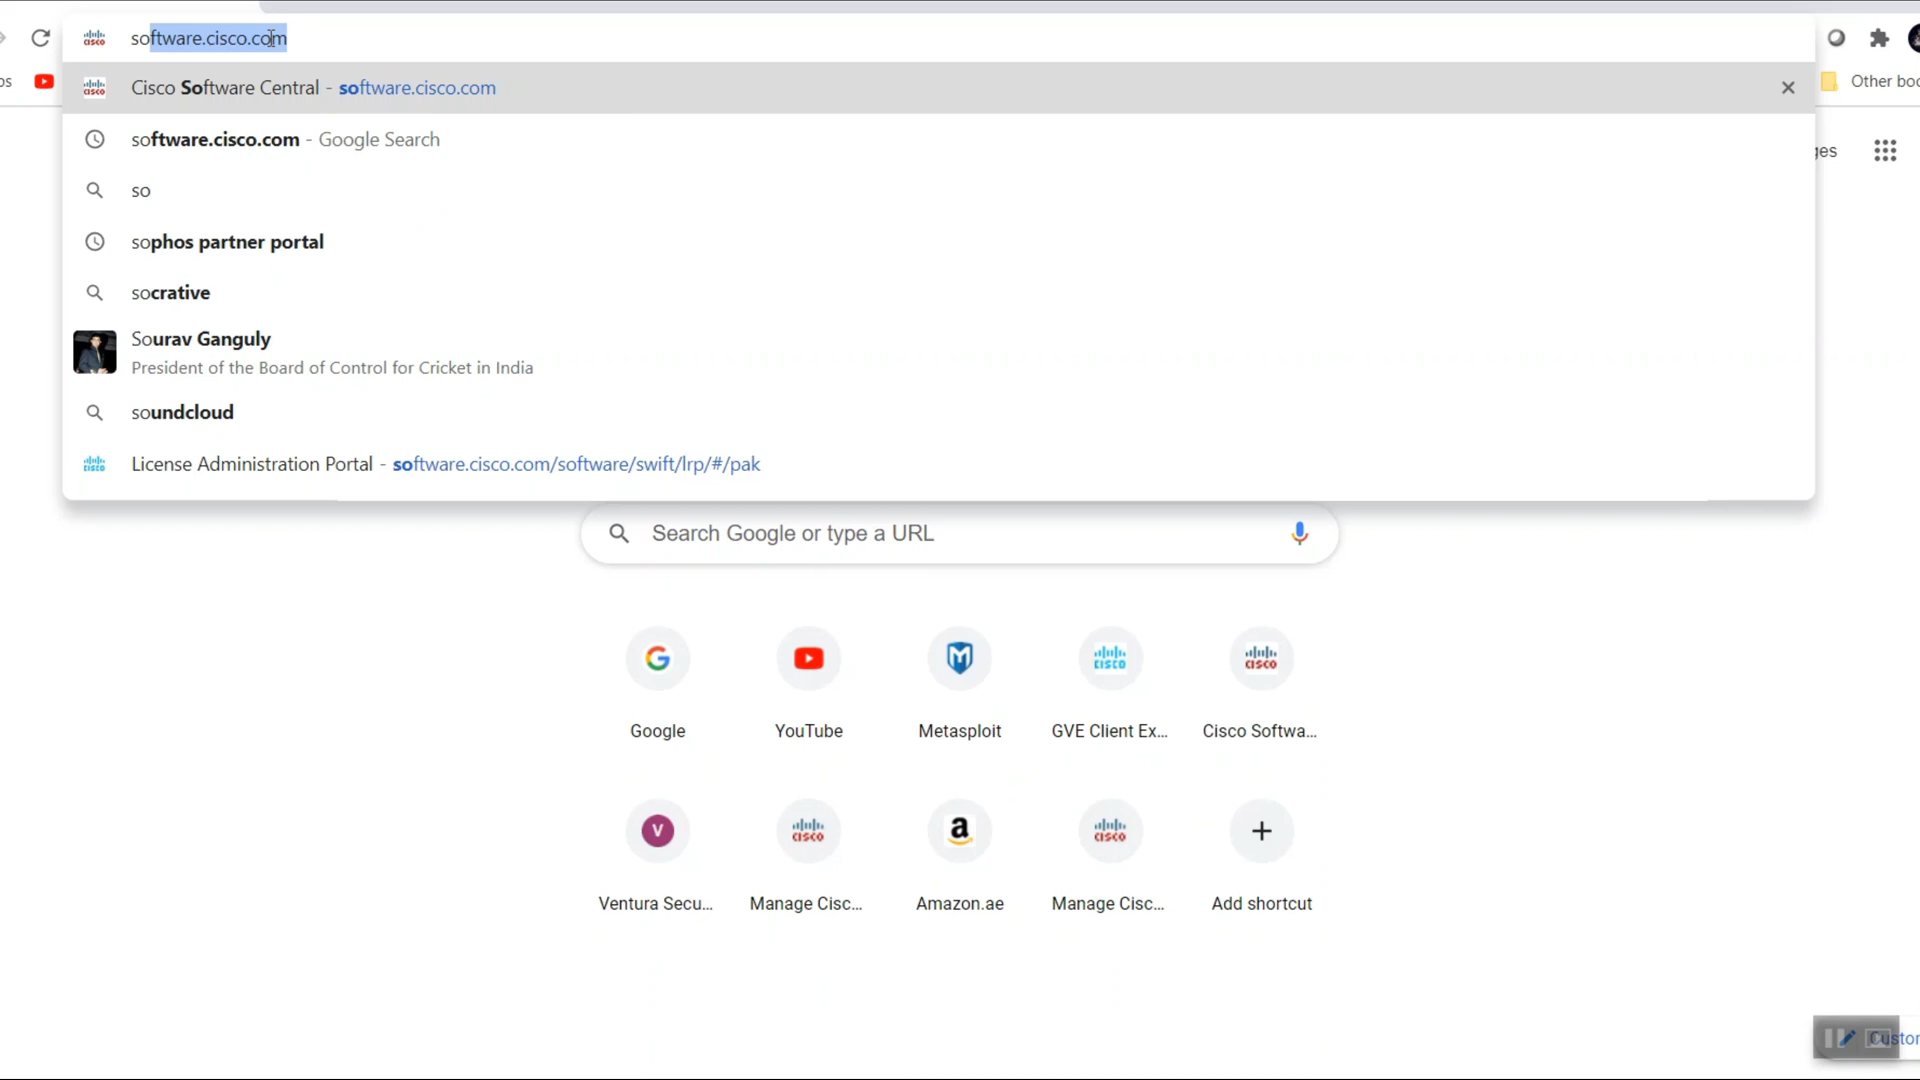 software.cisco.com
Cisco Software Central - software.cisco.com
os
Other boo
software.cisco.com - Google Search
ges
so
sophos partner portal
socrative
Sourav Ganguly
President of the Board of Control for Cricket in India
soundcloud
License Administration Portal - software.cisco.com/software/swift/lrp/#/pak
Search Google or type a URL
Google
YouTube
Metasploit
GVE Client Ex...
Cisco Softwa...
Ventura Secu...
Manage Cisc...
Amazon.ae
Manage Cisc...
Add shortcut
Custor